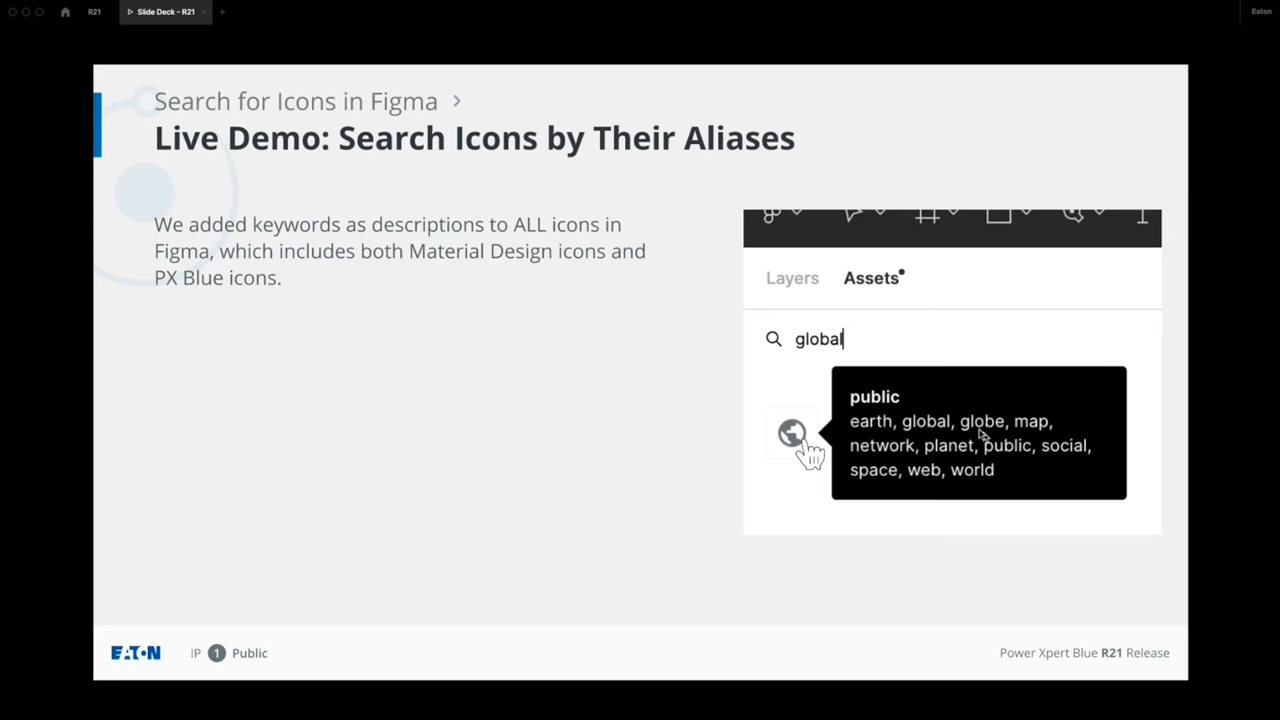 R21
Slide Deck - R21
Eaton
Search for Icons in Figma
Live Demo: Search Icons by Their Aliases
We added keywords as descriptions to ALL icons in
Figma, which includes both Material Design icons and
PX Blue icons.
Layers Assets
global
public
earth, global, globe, map,
network, planet, public, social,
space, web, world
EATON
IP 1 Public
Power Xpert Blue R21 Release